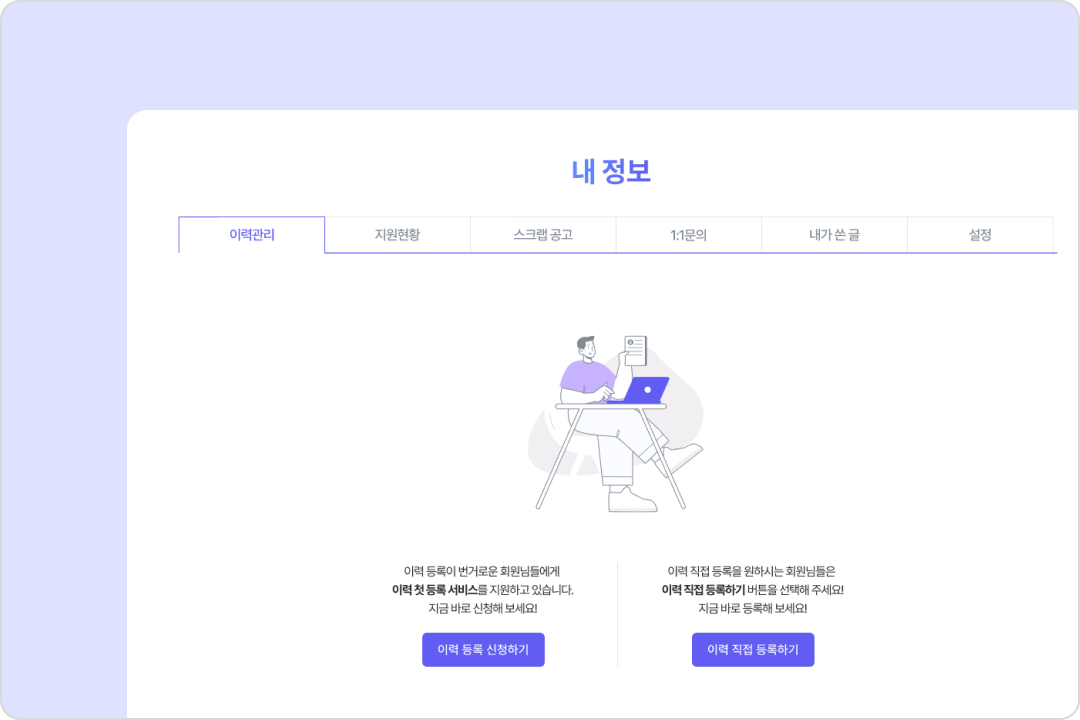 내 정보
이력관리
지원현황
스크랩 공고
1:1문의
내가 쓴 글
설정
이력 등록이 번거로운 회원님들에게
이력 첫 등록 서비스를 지원하고 있습니다.
지금 바로 신청해 보세요!
이력 등록 신청하기
이력 직접 등록을 원하시는 회원님들은
이력 직접 등록하기 버튼을 선택해 주세요!
지금 바로 등록해 보세요!
이력 직접 등록하기